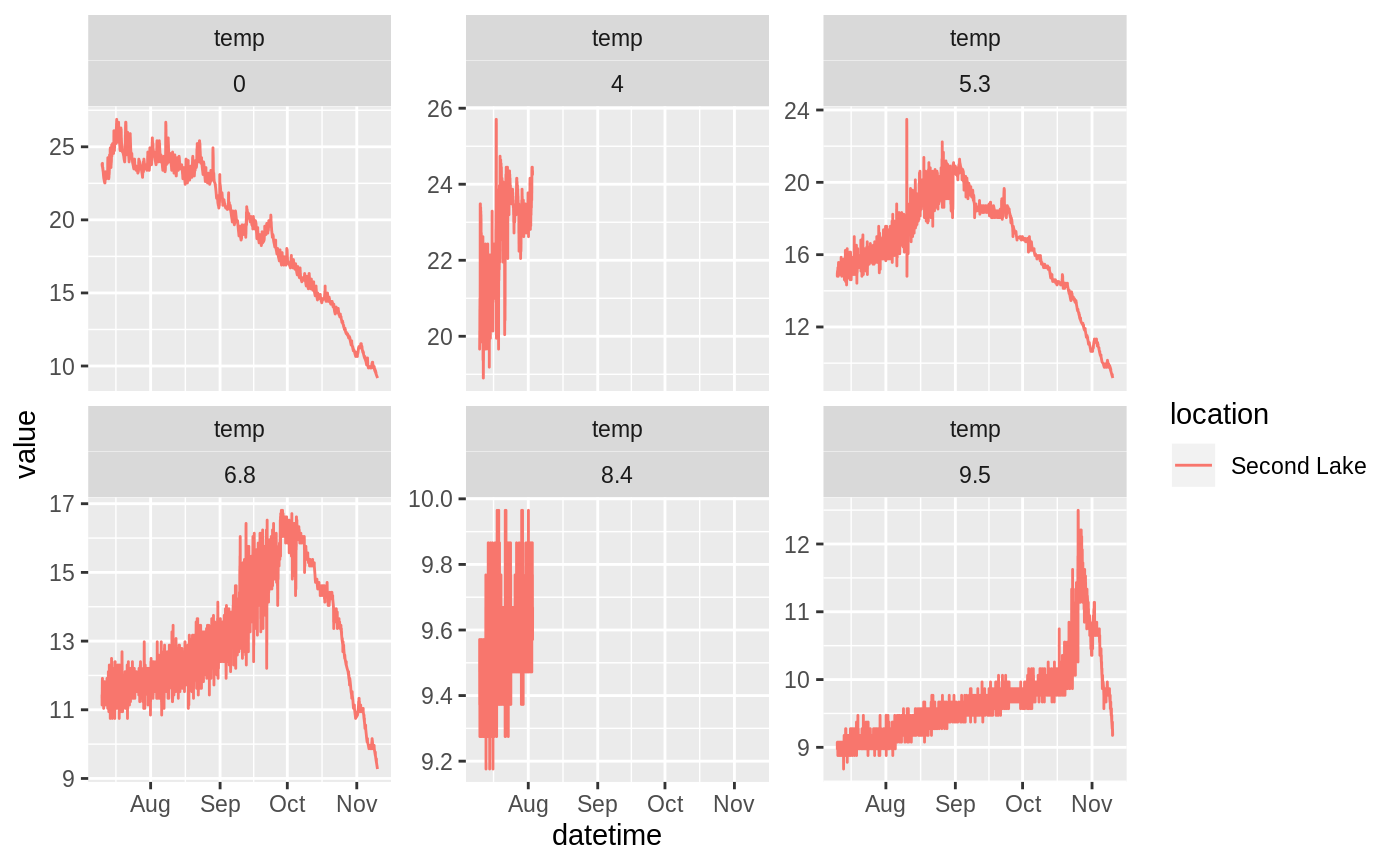 temp temp temp
0 4 5.3
26
24
22
20
25
20
15
10
24
20
16
12
value
location
Second Lake
temp temp temp
6.8 8.4 9.5
17
15
13
11
9
10.0
9.8
9.6
9.4
9.2
12
11
10
9
Aug Sep Oct Nov Aug Sep Oct Nov Aug Sep Oct Nov
datetime